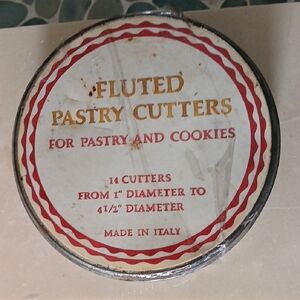 FLUTED
PASTRY CUTTERS
FOR PASTRY AND COOKIES
14 CUTTERS
FROM 1" DIAMETER TO
4 1/2" DIAMETER
MADE IN ITALY